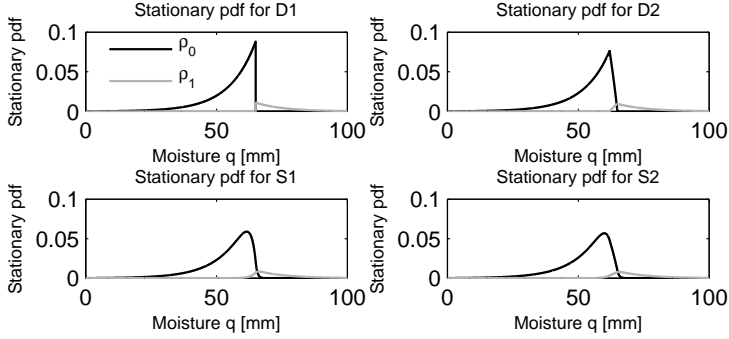 Stationary pdf for D1
Stationary pdf
0.1
0.05
0
ρ0
ρ1
0 50 100
Moisture q [mm]
Stationary pdf for D2
Stationary pdf
0.1
0.05
0
0 50 100
Moisture q [mm]
Stationary pdf for S1
Stationary pdf
0.1
0.05
0
0 50 100
Moisture q [mm]
Stationary pdf for S2
Stationary pdf
0.1
0.05
0
0 50 100
Moisture q [mm]